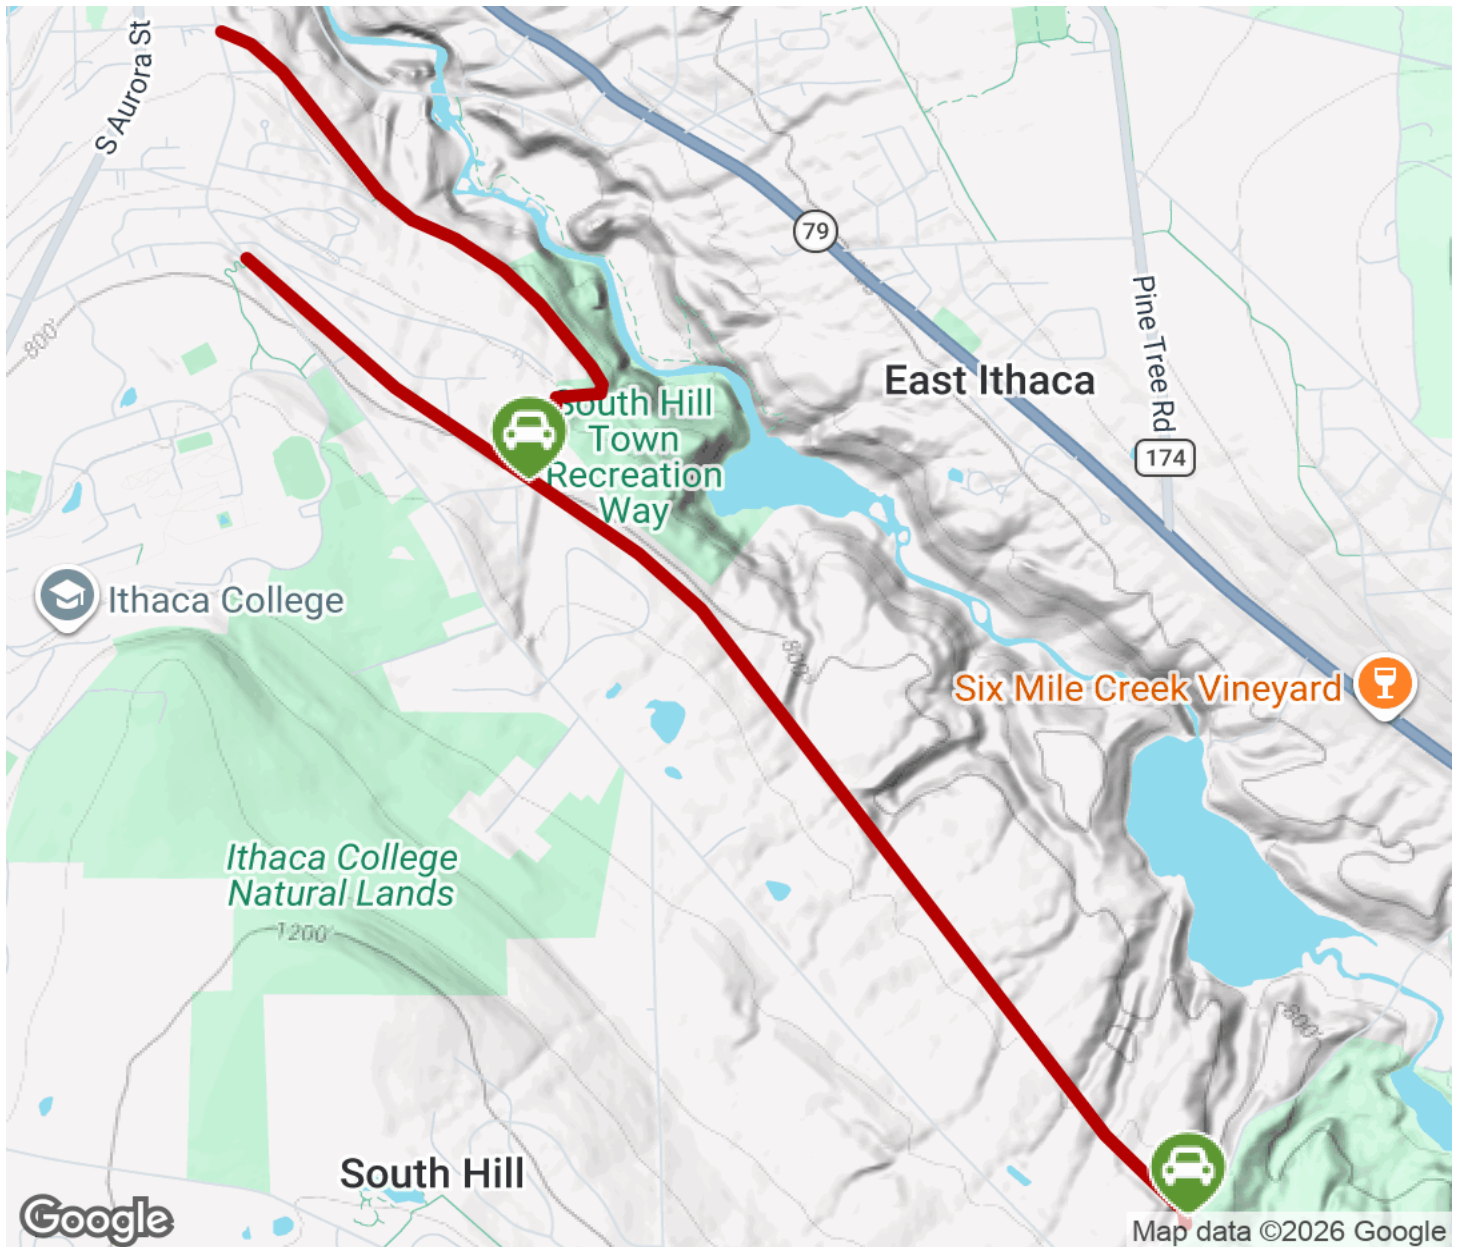 S Aurora St
79
Pine Tree Rd
800'
East Ithaca
South Hill
Town
Recreation
Way
174
Ithaca College
800'
Six Mile Creek Vineyard
Ithaca College
Natural Lands
1200'
800'
South Hill
Google
Map data ©2026 Google